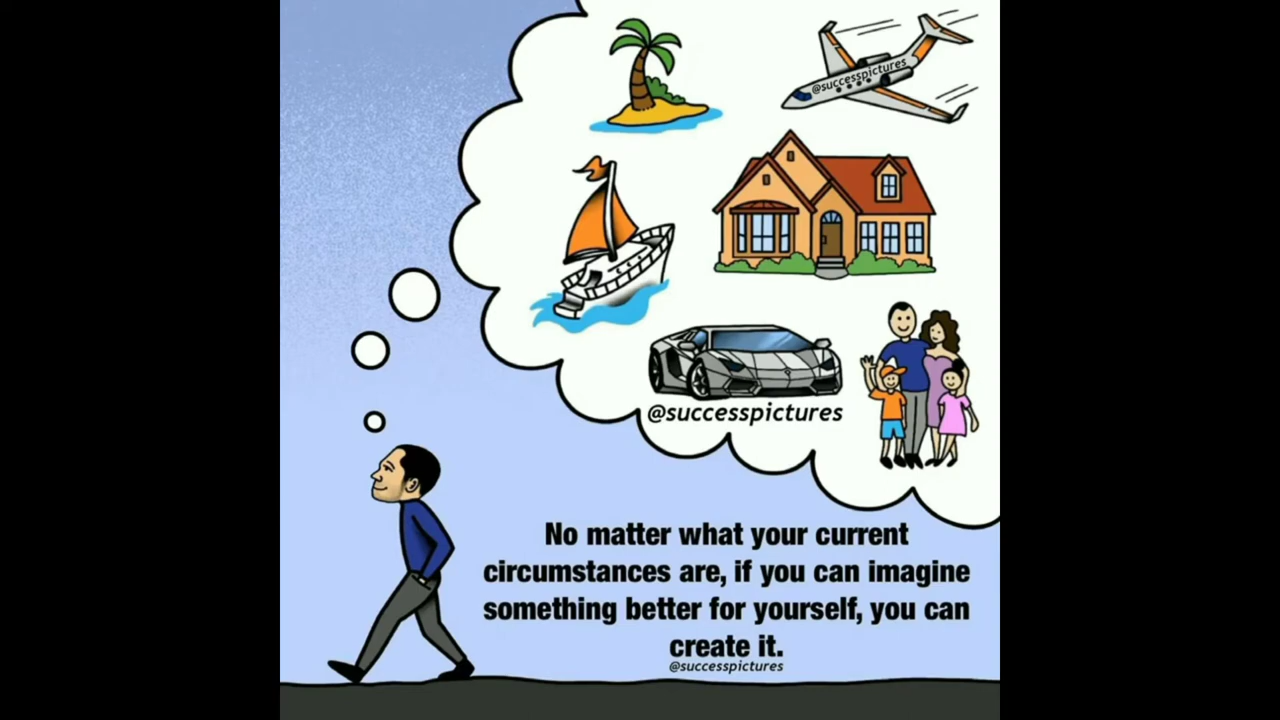 @successpictures
@successpictures
No matter what your current
circumstances are, if you can imagine
something better for yourself, you can
create it.
@successpictures